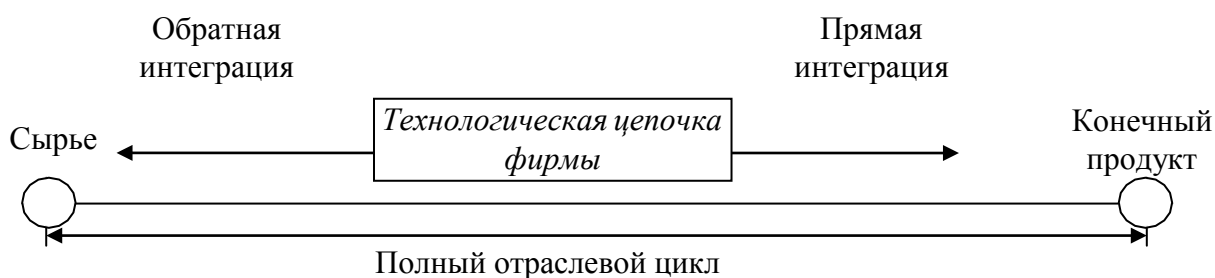 Обратная
интеграция
Прямая
интеграция
Технологическая цепочка
фирмы
Сырье
Конечный
продукт
Полный отраслевой цикл